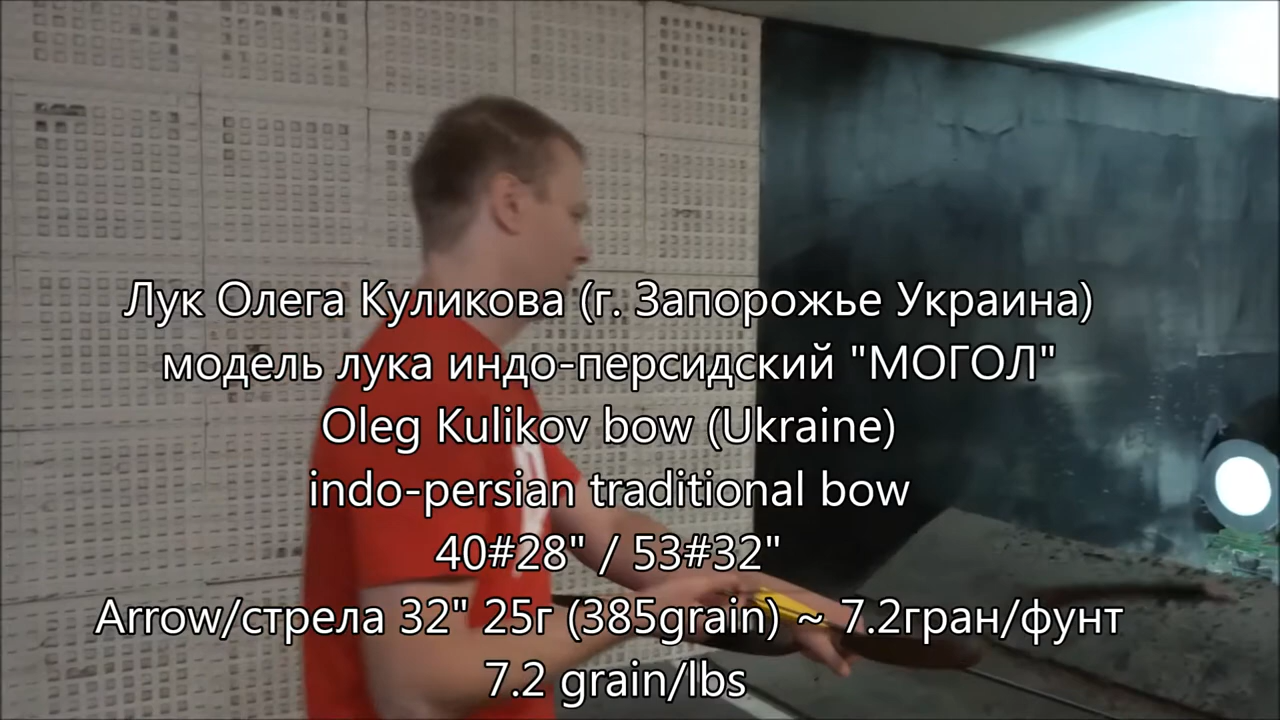 Лук Олега Куликова (г. Запорожье Украина)
модель лука индо-персидский "МОГОЛ"
Oleg Kulikov bow (Ukraine)
indo-persian traditional bow
40#28" / 53#32"
Arrow/стрела 32" 25г (385grain) ~ 7.2гран/фунт
7.2 grain/lbs